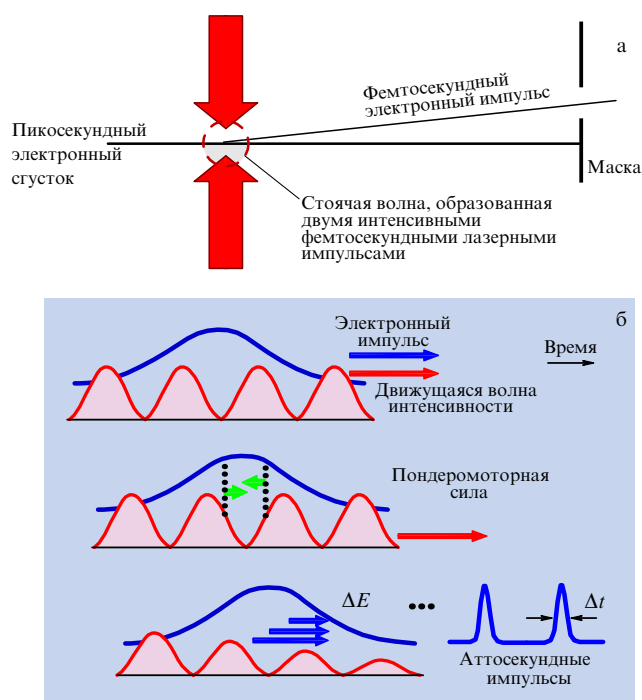 а
Фемтосекундный
электронный импульс
Пикосекундный
электронный
сгусток
Маска
Стоячая волна, образованная
двумя интенсивными
фемтосекундными лазерными
импульсами
б
Электронный
импульс
Время
Движущаяся волна
интенсивности
Пондеромоторная
сила
ΔE
Δt
Аттосекундные
импульсы